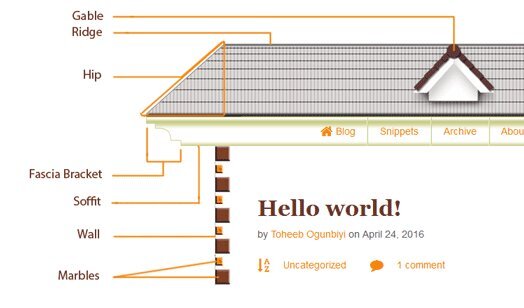 Gable
Ridge
Hip
Blog Snippets Archive Abou
Fascia Bracket
Soffit
Wall
Marbles
Hello world!
by Toheeb Ogunbiyi on April 24, 2016
A Z Uncategorized 1 comment